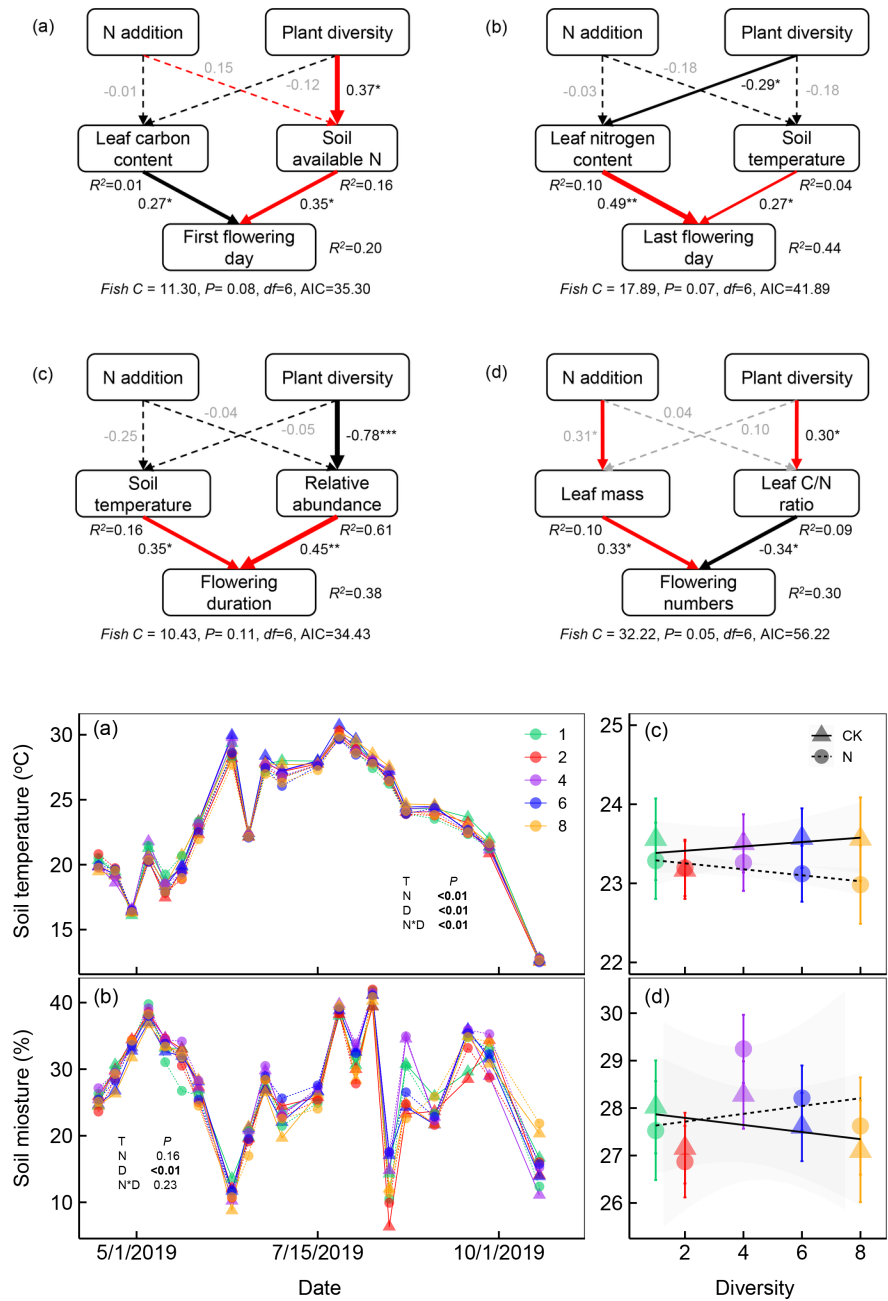 (a)
N addition
Plant diversity
0.15
-0.01
-0.12
0.37*
Leaf carbon
content
Soil
available N
R²=0.01
R²=0.16
0.27*
0.35*
First flowering
day
R²=0.20
Fish C = 11.30, P= 0.08, df=6, AIC=35.30
(b)
N addition
Plant diversity
-0.18
-0.03
-0.29*
-0.18
Leaf nitrogen
content
Soil
temperature
R²=0.10
R²=0.04
0.49**
0.27*
Last flowering
day
R²=0.44
Fish C = 17.89, P= 0.07, df=6, AIC=41.89
(c)
N addition
Plant diversity
-0.04
-0.25
-0.05
-0.78***
Soil
temperature
Relative
abundance
R²=0.16
R²=0.61
0.35*
0.45**
Flowering
duration
R²=0.38
Fish C = 10.43, P= 0.11, df=6, AIC=34.43
(d)
N addition
Plant diversity
0.04
0.31*
0.10
0.30*
Leaf mass
Leaf C/N
ratio
R²=0.10
R²=0.09
0.33*
-0.34*
Flowering
numbers
R²=0.30
Fish C = 32.22, P= 0.05, df=6, AIC=56.22
(a)
Soil temperature (ºC)
30
25
20
15
1
2
4
6
8
T P
N <0.01
D <0.01
N*D <0.01
(c)
25
24
23
22
CK
N
(b)
Soil miosture (%)
40
30
20
10
T P
N 0.16
D <0.01
N*D 0.23
5/1/2019 7/15/2019 10/1/2019
Date
(d)
30
29
28
27
26
2 4 6 8
Diversity